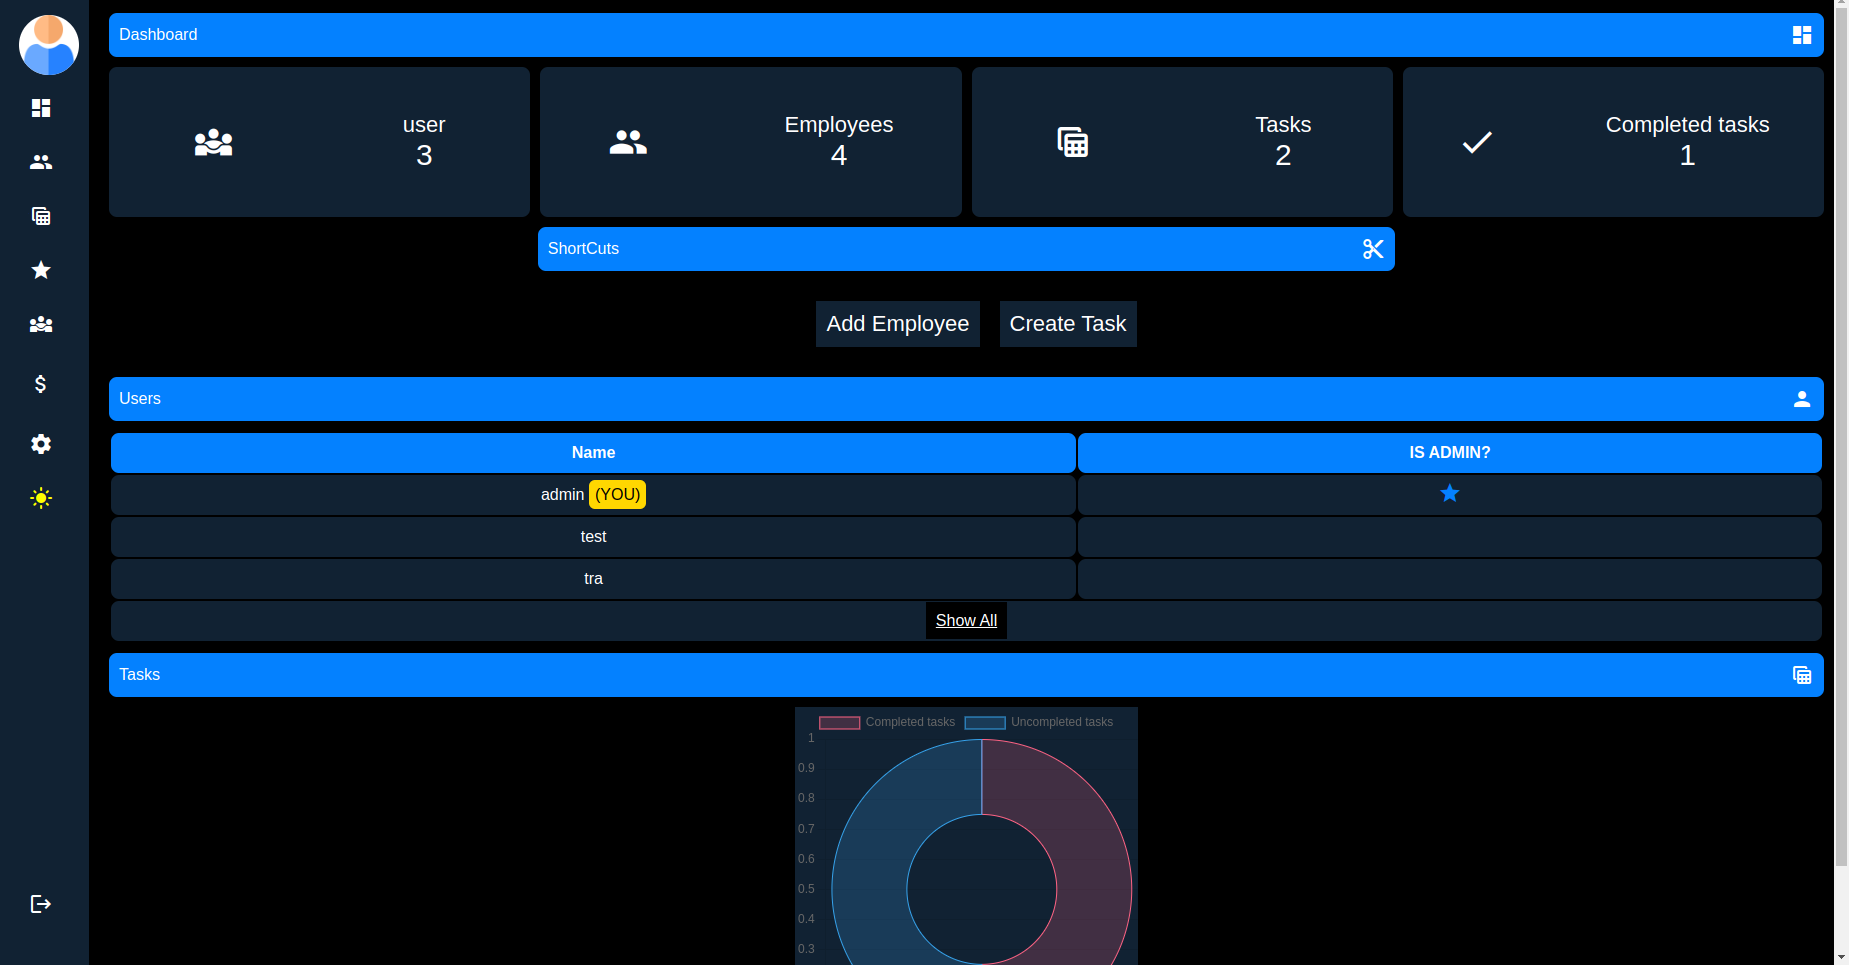 Dashboard
user
3
Employees
4
Tasks
2
Completed tasks
1
ShortCuts
Add Employee
Create Task
Users
Name
IS ADMIN?
admin (YOU)
test
tra
Show All
Tasks
Completed tasks
Uncompleted tasks
1
0.9
0.8
0.7
0.6
0.5
0.4
0.3